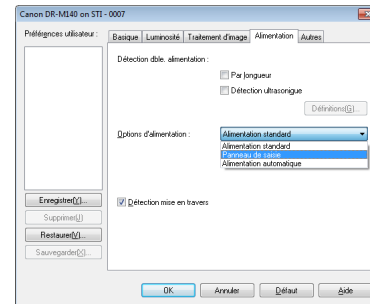 Canon DR-M140 on STI - 0007
Préférences utilisateur :
Basique
Luminosité
Traitement d'image
Alimentation
Autres
Détection dble. alimentation :
Par longueur
Détection ultrasonique
Définitions[G]...
Options d'alimentation :
Alimentation standard
Alimentation standard
Panneau de saisie
Alimentation automatique
Détection mise en travers
Enregistrer[Y]...
Supprimer[J]
Restaurer[V]...
Sauvegarder[X]...
OK
Annuler
Défaut
Aide